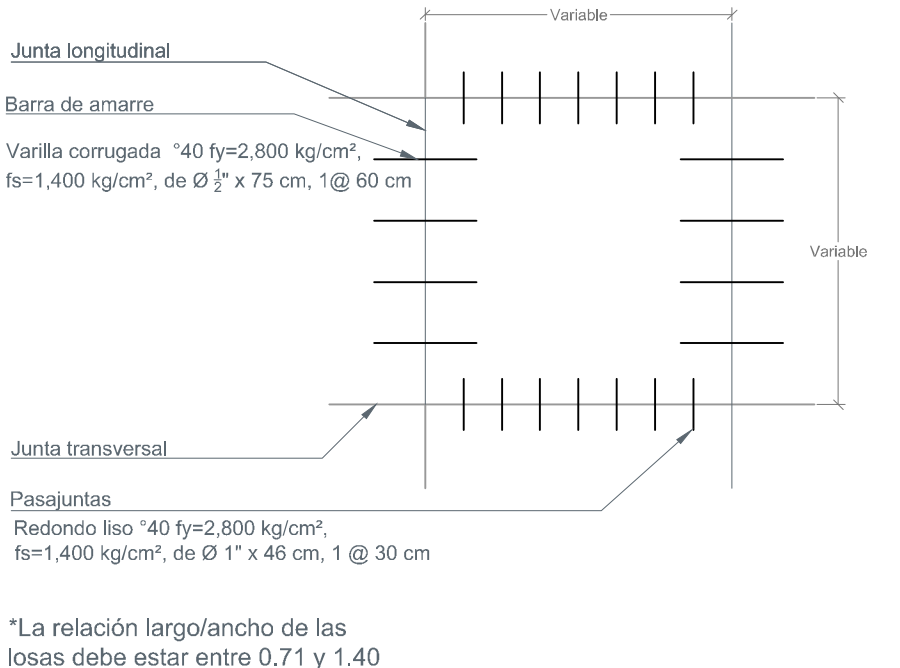 Variable
Junta longitudinal
Barra de amarre
Varilla corrugada °40 fy=2,800 kg/cm²,
fs=1,400 kg/cm², de Ø ½" x 75 cm, 1@ 60 cm
Variable
Junta transversal
Pasajuntas
Redondo liso °40 fy=2,800 kg/cm²,
fs=1,400 kg/cm², de Ø 1" x 46 cm, 1 @ 30 cm
*La relación largo/ancho de las
losas debe estar entre 0.71 y 1.40